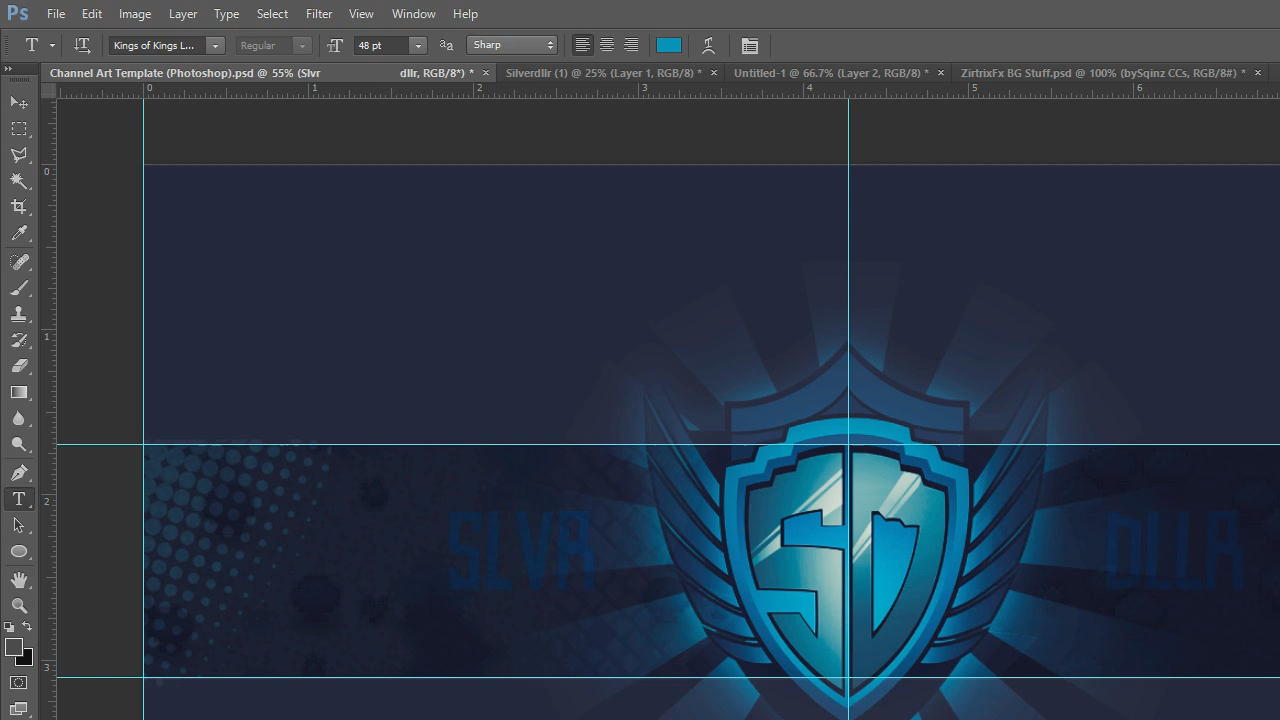 Ps File Edit Image Layer Type Select Filter View Window Help
T Kings of Kings L... Regular 48 pt aa Sharp
Channel Art Template (Photoshop).psd @ 55% (Slvr dllr, RGB/8*) * × Silverdllr (1) @ 25% (Layer 1, RGB/8) * × Untitled-1 @ 66.7% (Layer 2, RGB/8) * × ZirtrixFx BG Stuff.psd @ 100% (bySqinz CCs, RGB/8#) * ×
0 1 2 3 4 5 6
0
1
2
SLVR SD DLLR
3